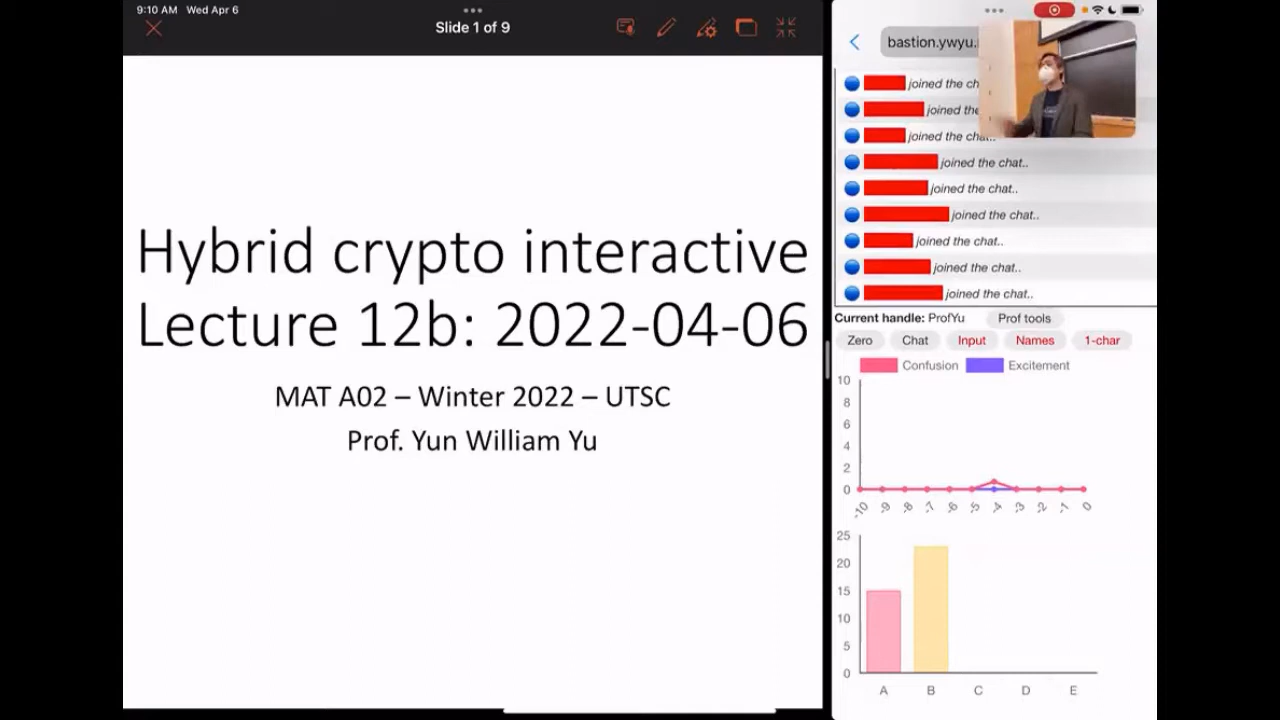 9:10 AM Wed Apr 6
Slide 1 of 9
Hybrid crypto interactive
Lecture 12b: 2022-04-06
MAT A02 – Winter 2022 – UTSC
Prof. Yun William Yu
bastion.ywyu.
joined the ch
joined the
joined the cha..
joined the chat..
joined the chat..
joined the chat..
joined the chat..
joined the chat..
joined the chat..
Current handle: ProfYu Prof tools
Zero Chat Input Names 1-char
Confusion Excitement
10
8
6
4
2
0
-10 -9 -8 -7 -6 -5 -4 -3 -2 -1 0
25
20
15
10
5
0
A B C D E